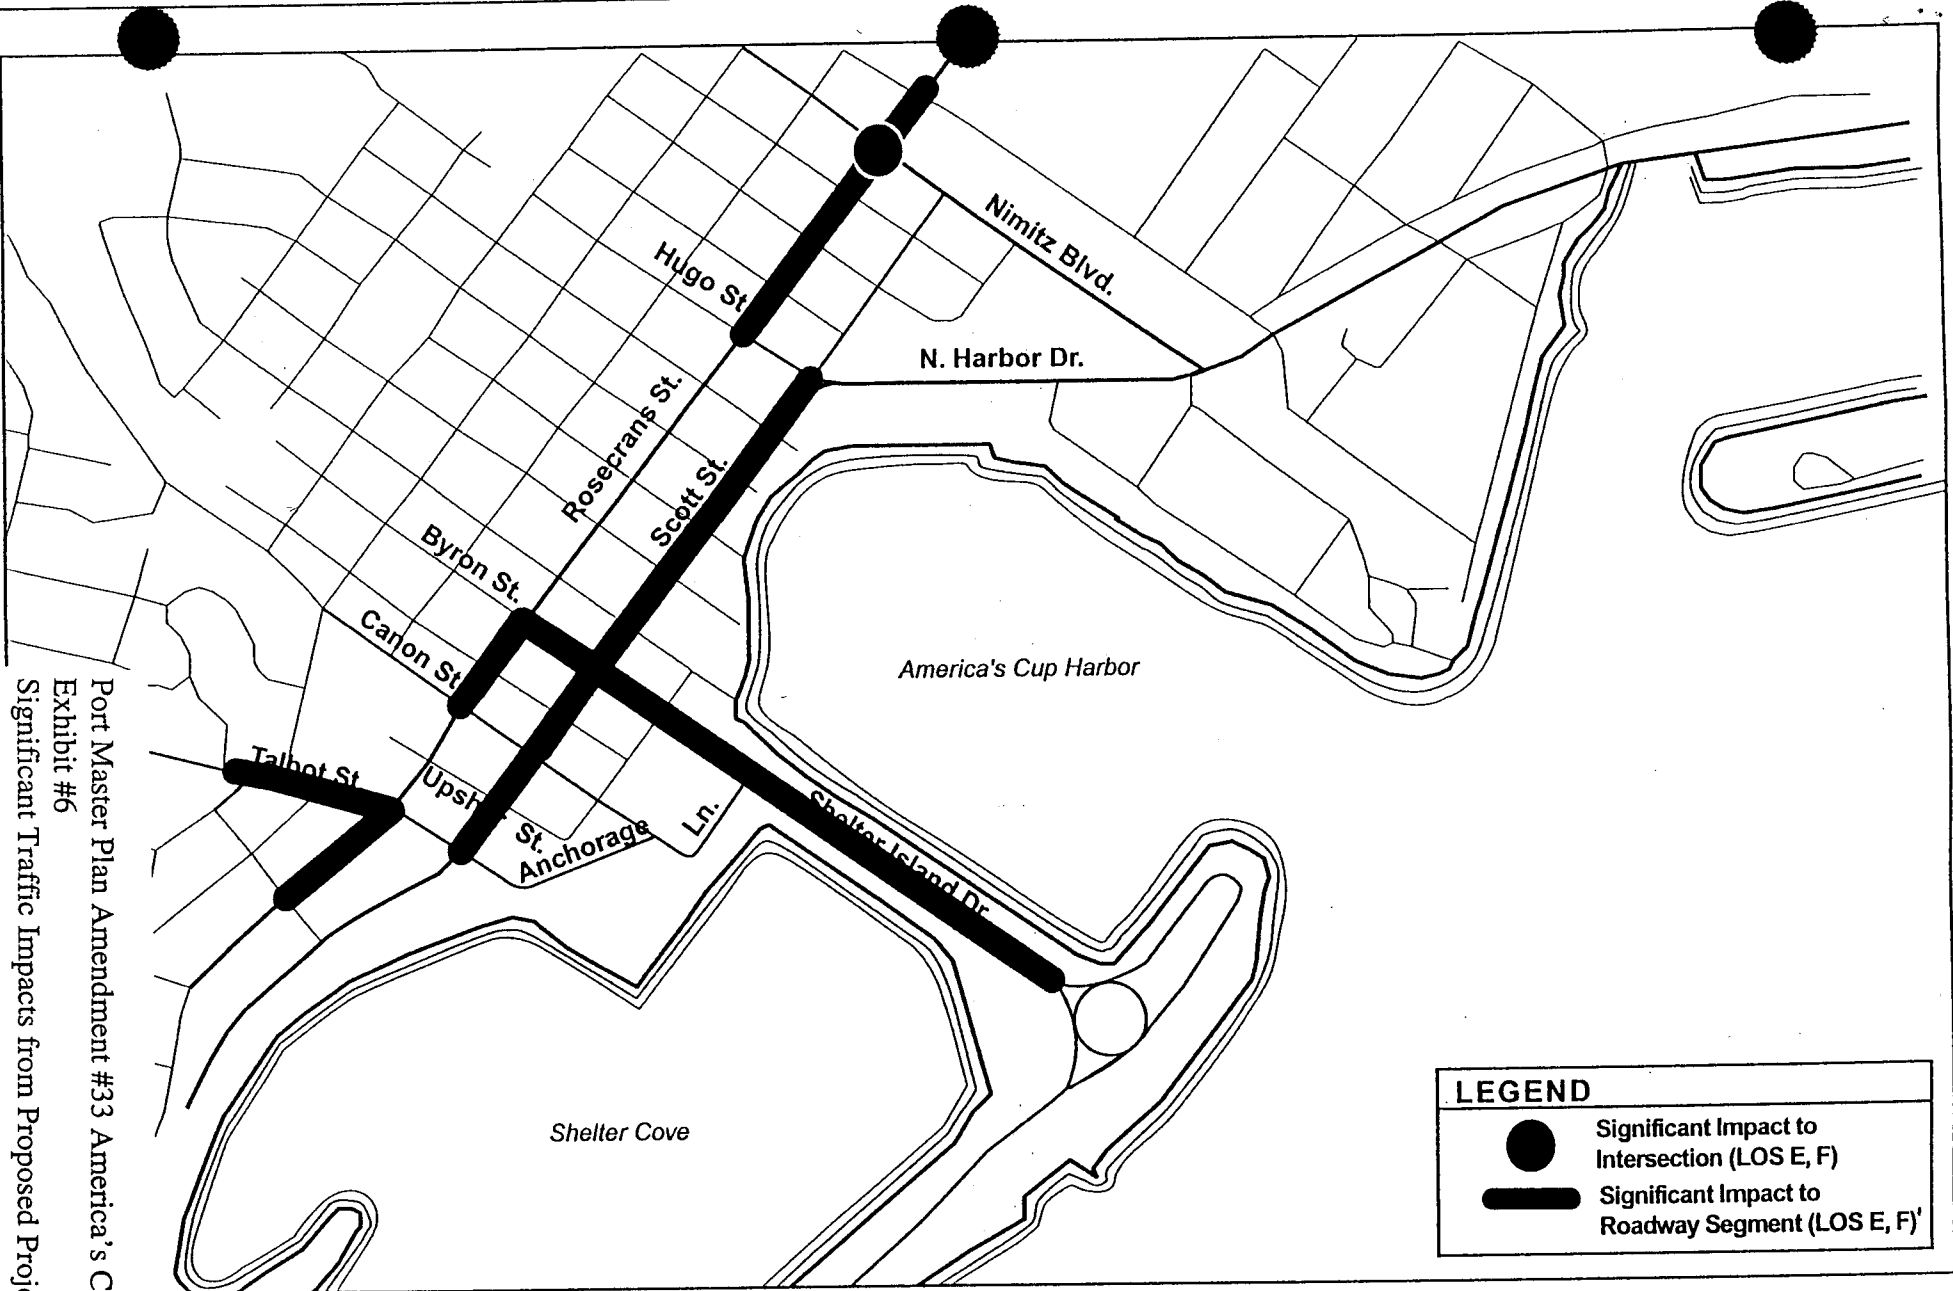 Nimitz Blvd.
Hugo St
N. Harbor Dr.
Rosecrans St.
Scott St.
Byron St.
Canon St
America's Cup Harbor
Talbot St
St.
Anchorage
Ln.
Shelter Island Dr.
Shelter Cove
LEGEND
Significant Impact to
Intersection (LOS E, F)
Significant Impact to
Roadway Segment (LOS E, F)
Port Master Plan Amendment #33 America's C
Exhibit #6
Significant Traffic Impacts from Proposed Proj